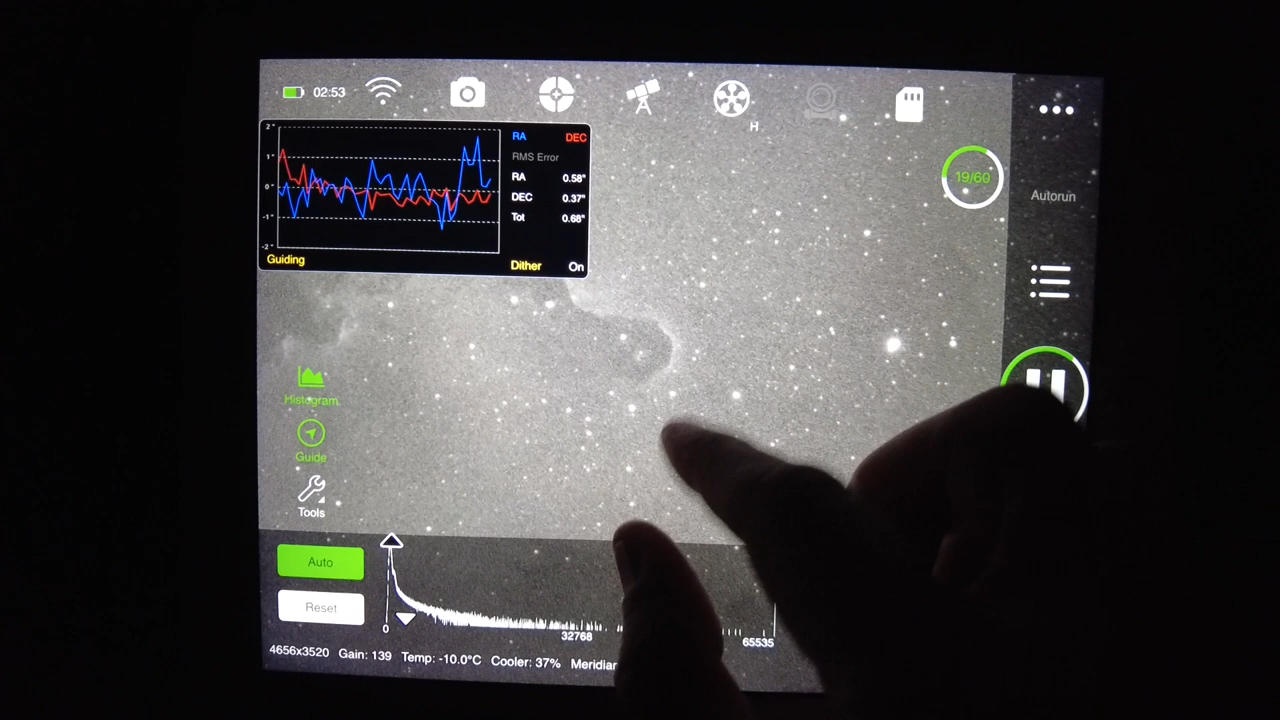 02:53
H
2"
1"
0"
-1"
-2"
RA DEC
RMS Error
RA 0.58"
DEC 0.37"
Tot 0.68"
Guiding
Dither On
19/60
Autorun
Histogram
Guide
Tools
Auto
Reset
0
32768
65535
4656x3520 Gain: 139 Temp: -10.0°C Cooler: 37% Meridian